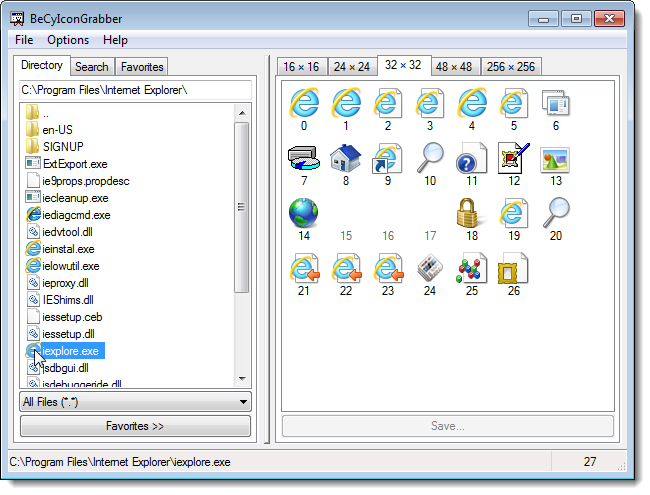 BeCyIconGrabber
File Options Help
Directory Search Favorites
C:\Program Files\Internet Explorer\
..
en-US
SIGNUP
ExtExport.exe
ie9props.propdesc
iecleanup.exe
iediagcmd.exe
iedvtool.dll
ieinstal.exe
ielowutil.exe
ieproxy.dll
IEShims.dll
iessetup.ceb
iessetup.dll
iexplore.exe
jsdbgui.dll
jsdebuggeride.dll
All Files (*.*)
Favorites >>
16 × 16 24 × 24 32 × 32 48 × 48 256 × 256
0 1 2 3 4 5 6
7 8 9 10 11 12 13
14 15 16 17 18 19 20
21 22 23 24 25 26
Save...
C:\Program Files\Internet Explorer\iexplore.exe 27